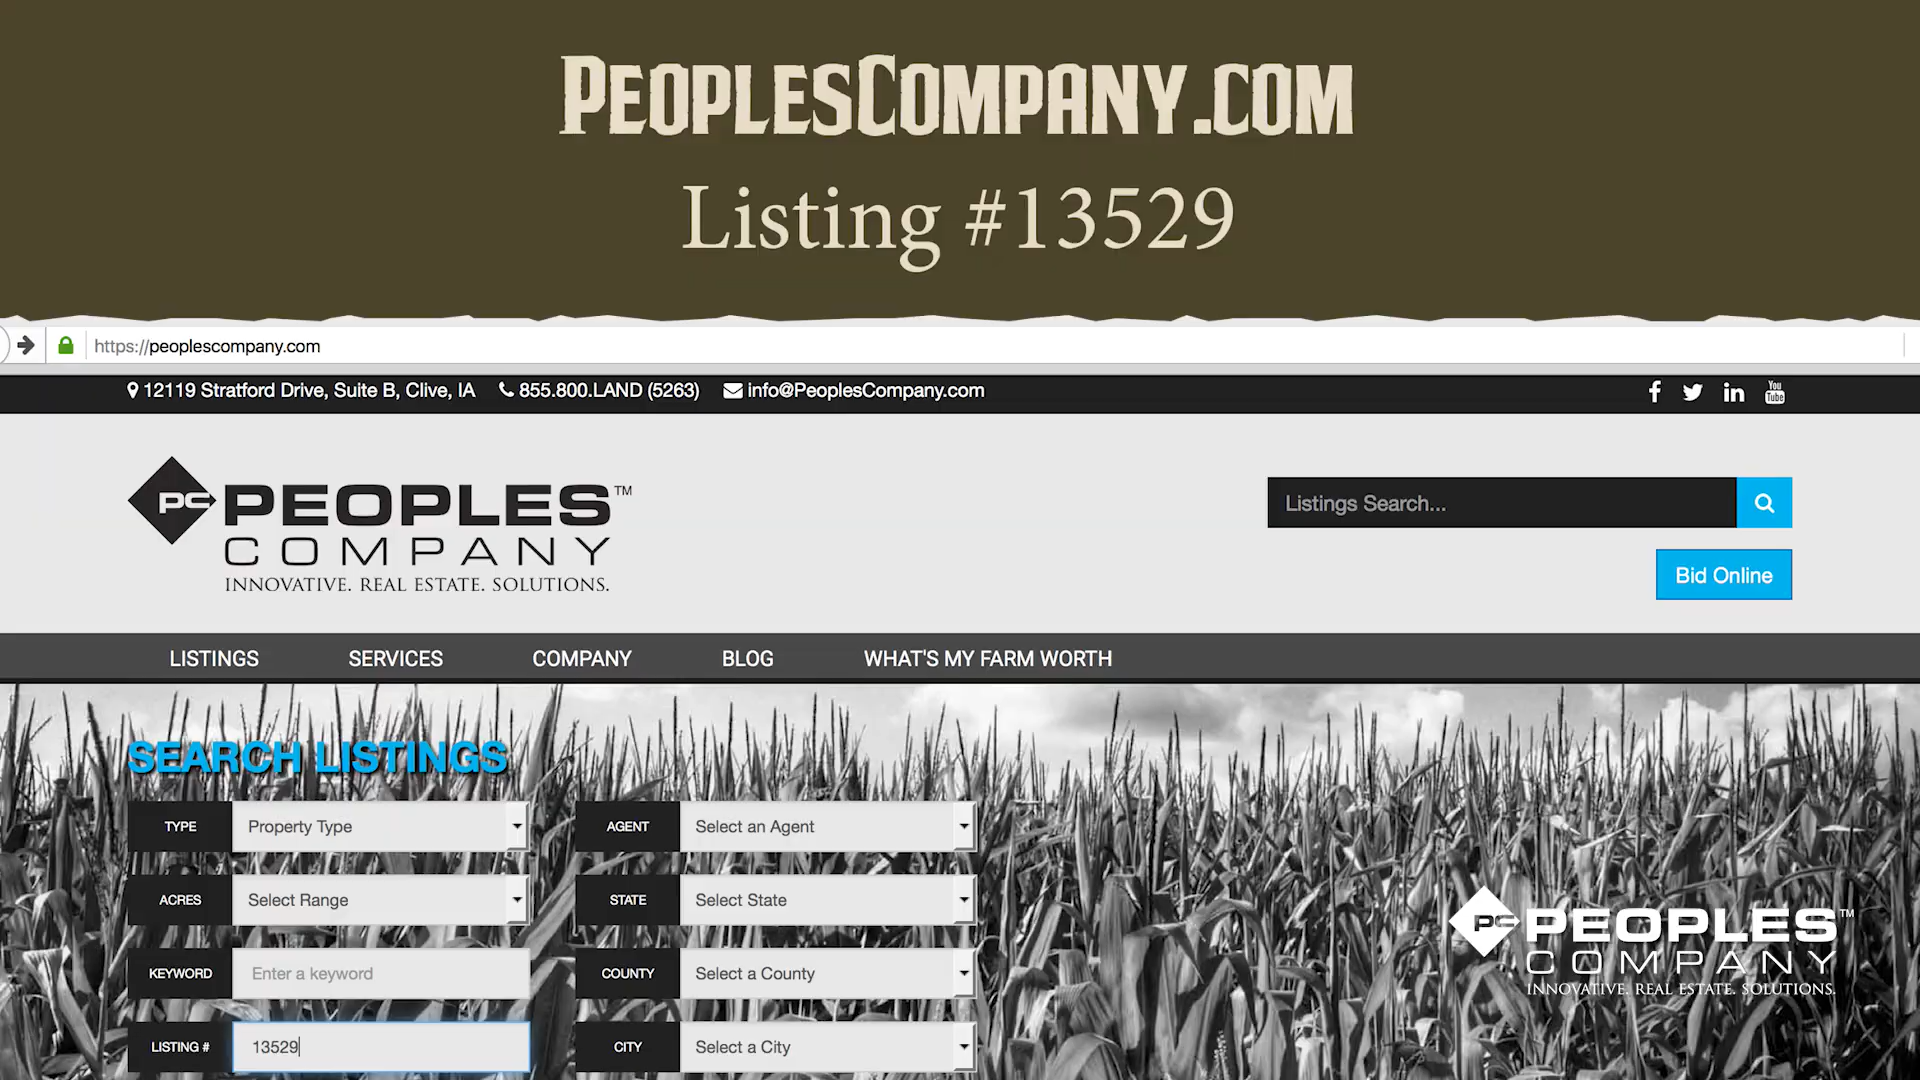 PEOPLESCOMPANY.COM
Listing #13529
https://peoplescompany.com
12119 Stratford Drive, Suite B, Clive, IA 855.800.LAND (5263) info@PeoplesCompany.com
You Tube
PC PEOPLES™
COMPANY
INNOVATIVE. REAL ESTATE. SOLUTIONS.
Listings Search...
Bid Online
LISTINGS SERVICES COMPANY BLOG WHAT'S MY FARM WORTH
SEARCH LISTINGS
TYPE Property Type AGENT Select an Agent
ACRES Select Range STATE Select State
KEYWORD Enter a keyword COUNTY Select a County
LISTING # 13529 CITY Select a City
PC PEOPLES™
COMPANY
INNOVATIVE. REAL ESTATE. SOLUTIONS.